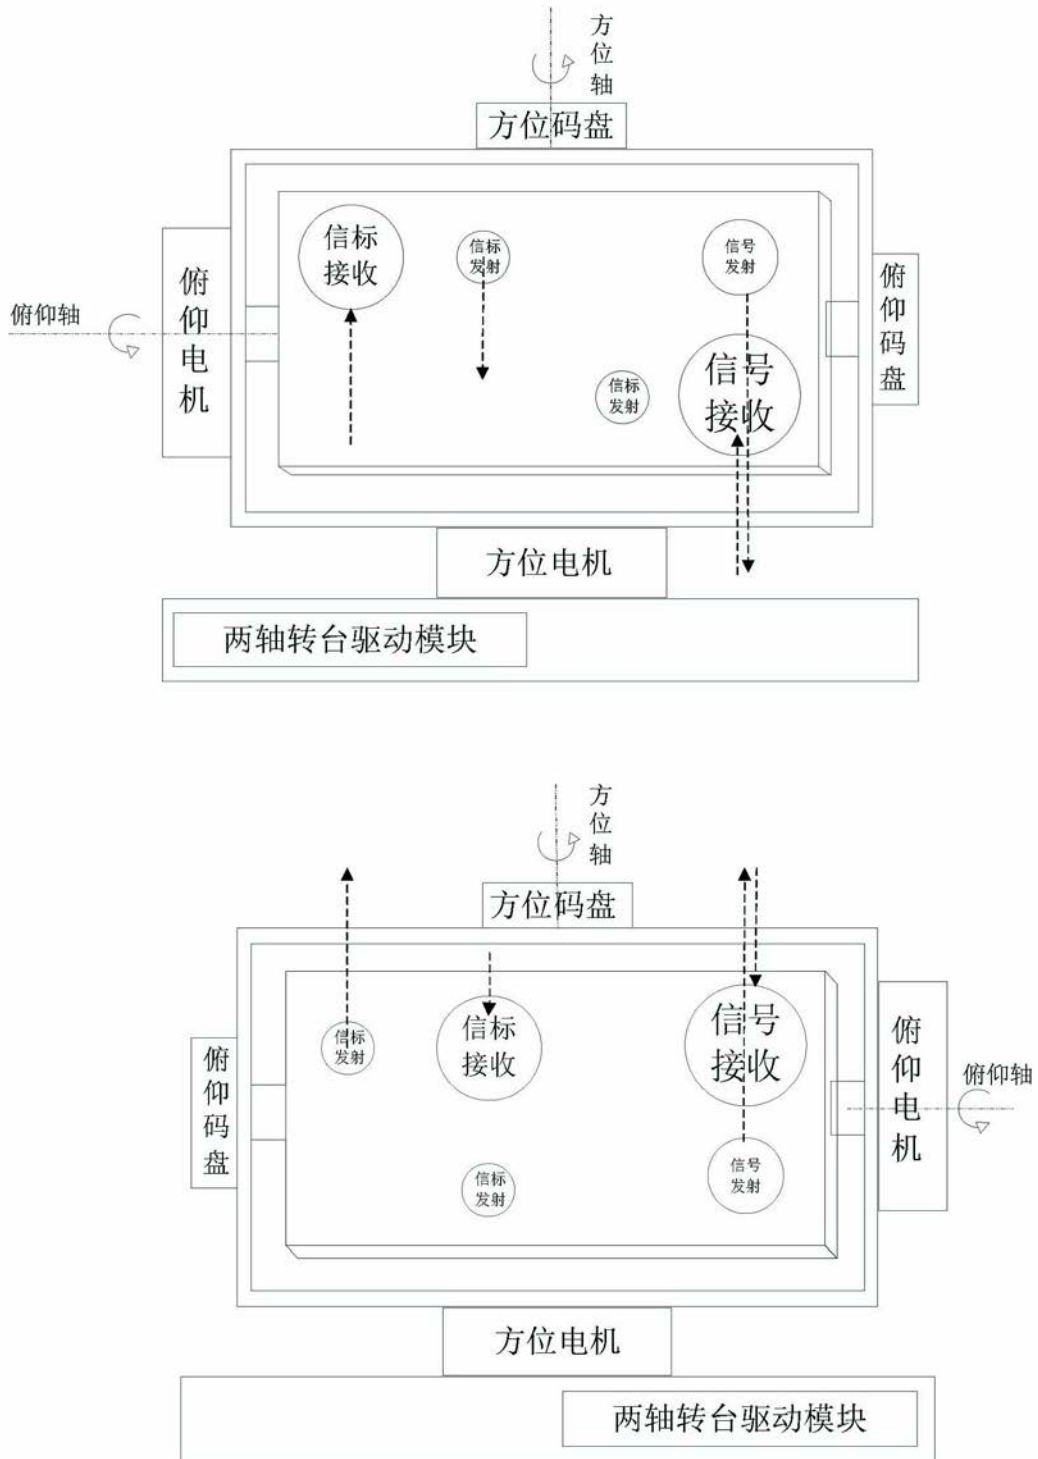 方位轴
方位码盘
信标
接收
信标
发射
信号
发射
俯仰轴
俯仰电机
俯仰码盘
信标
发射
信号
接收
方位电机
两轴转台驱动模块
方位轴
方位码盘
信标
发射
信标
接收
信号
接收
俯仰码盘
俯仰电机
俯仰轴
信标
发射
信号
发射
方位电机
两轴转台驱动模块